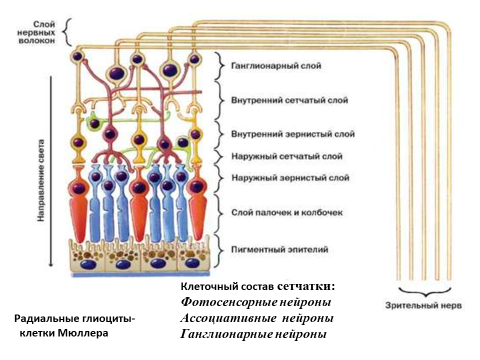 Слой
нервных
волокон
Направление света
Ганглионарный слой
Внутренний сетчатый слой
Внутренний зернистый слой
Наружный сетчатый слой
Наружный зернистый слой
Слой палочек и колбочек
Пигментный эпителий
Зрительный нерв
Клеточный состав сетчатки:
Фотосенсорные нейроны
Ассоциативные нейроны
Ганглионарные нейроны
Радиальные глиоциты-
клетки Мюллера